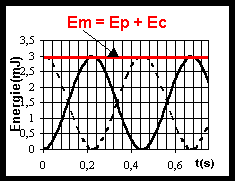 Em = Ep + Ec
Energie(mJ)
3,5
3
2,5
2
1,5
1
0,5
0
0 0,2 0,4 0,6
t(s)